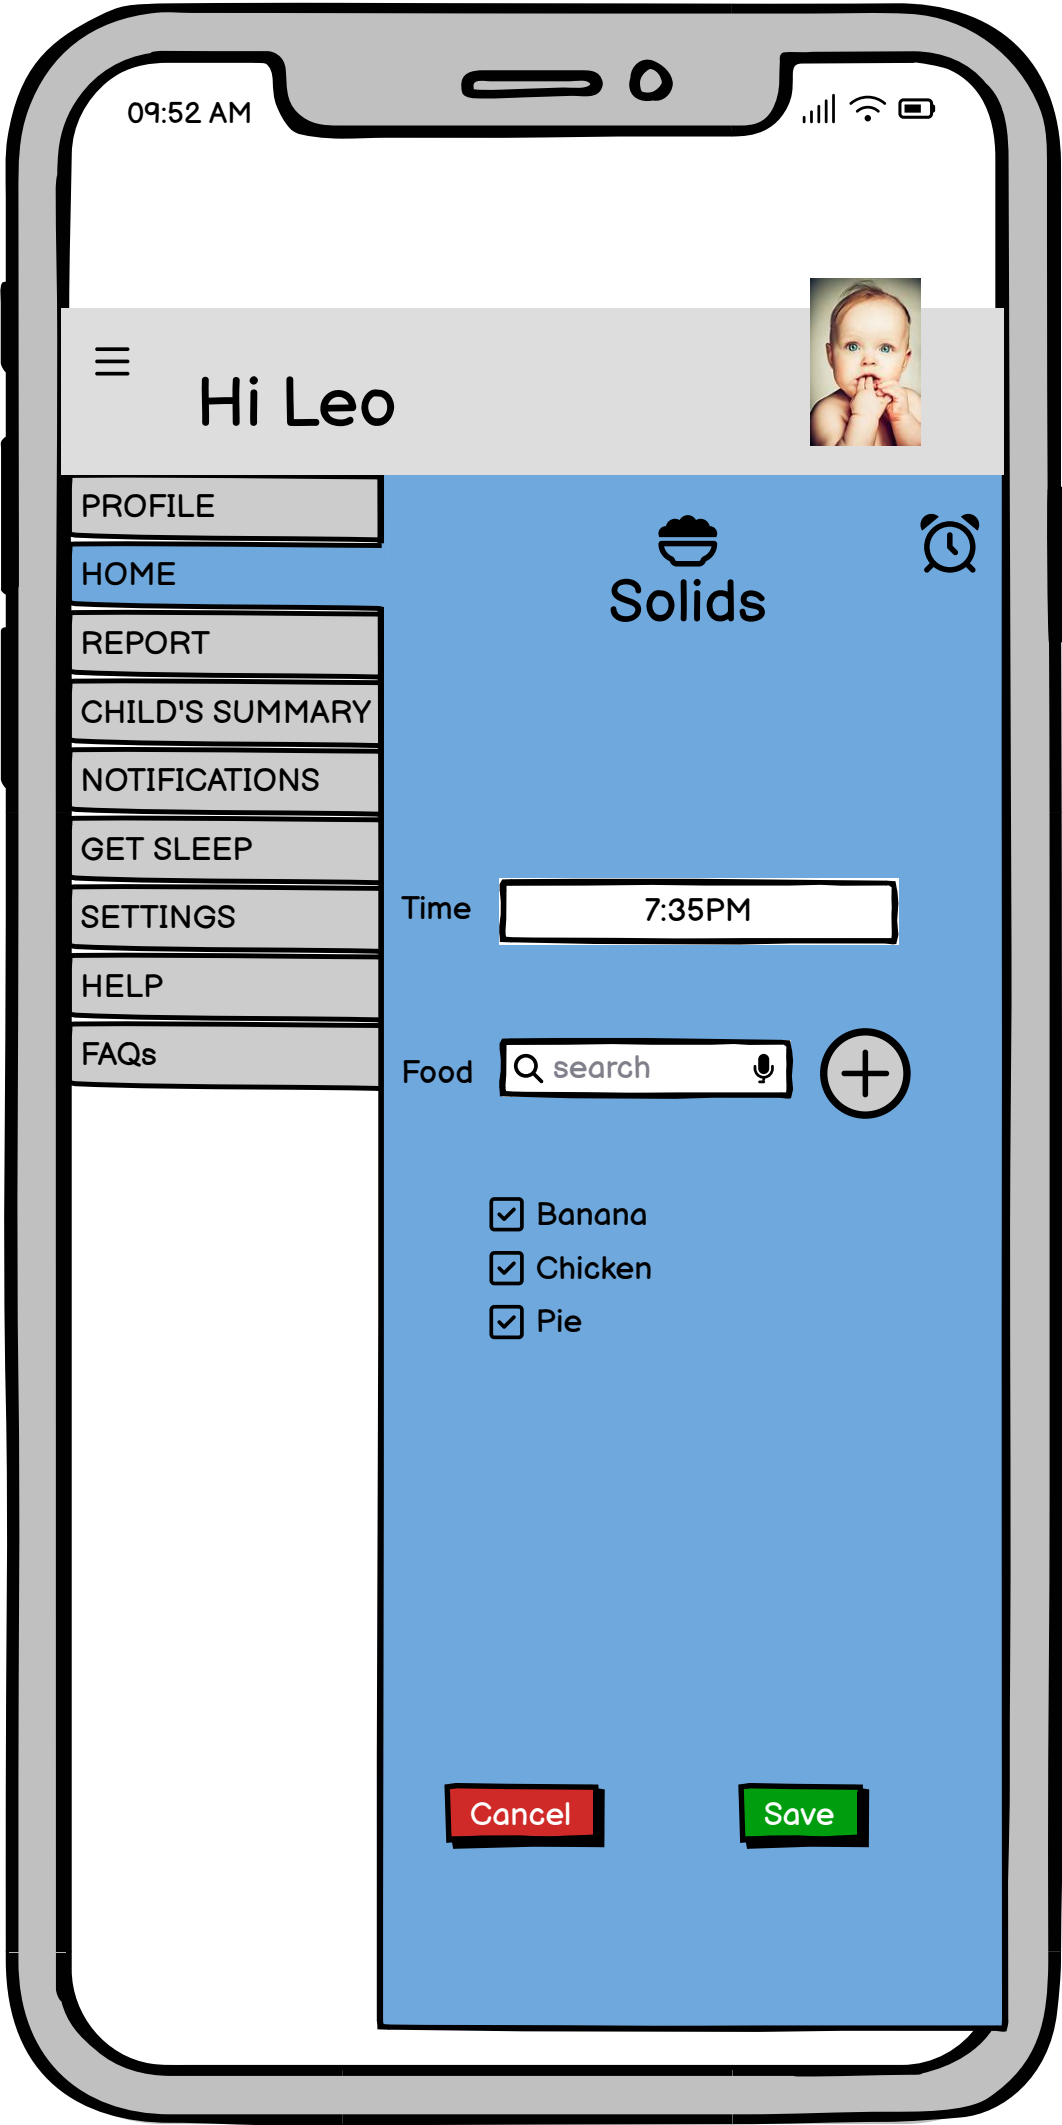 09:52 AM
Hi Leo
PROFILE
HOME
REPORT
CHILD'S SUMMARY
NOTIFICATIONS
GET SLEEP
SETTINGS
HELP
FAQs
Solids
Time 7:35PM
Food search
Banana
Chicken
Pie
Cancel Save